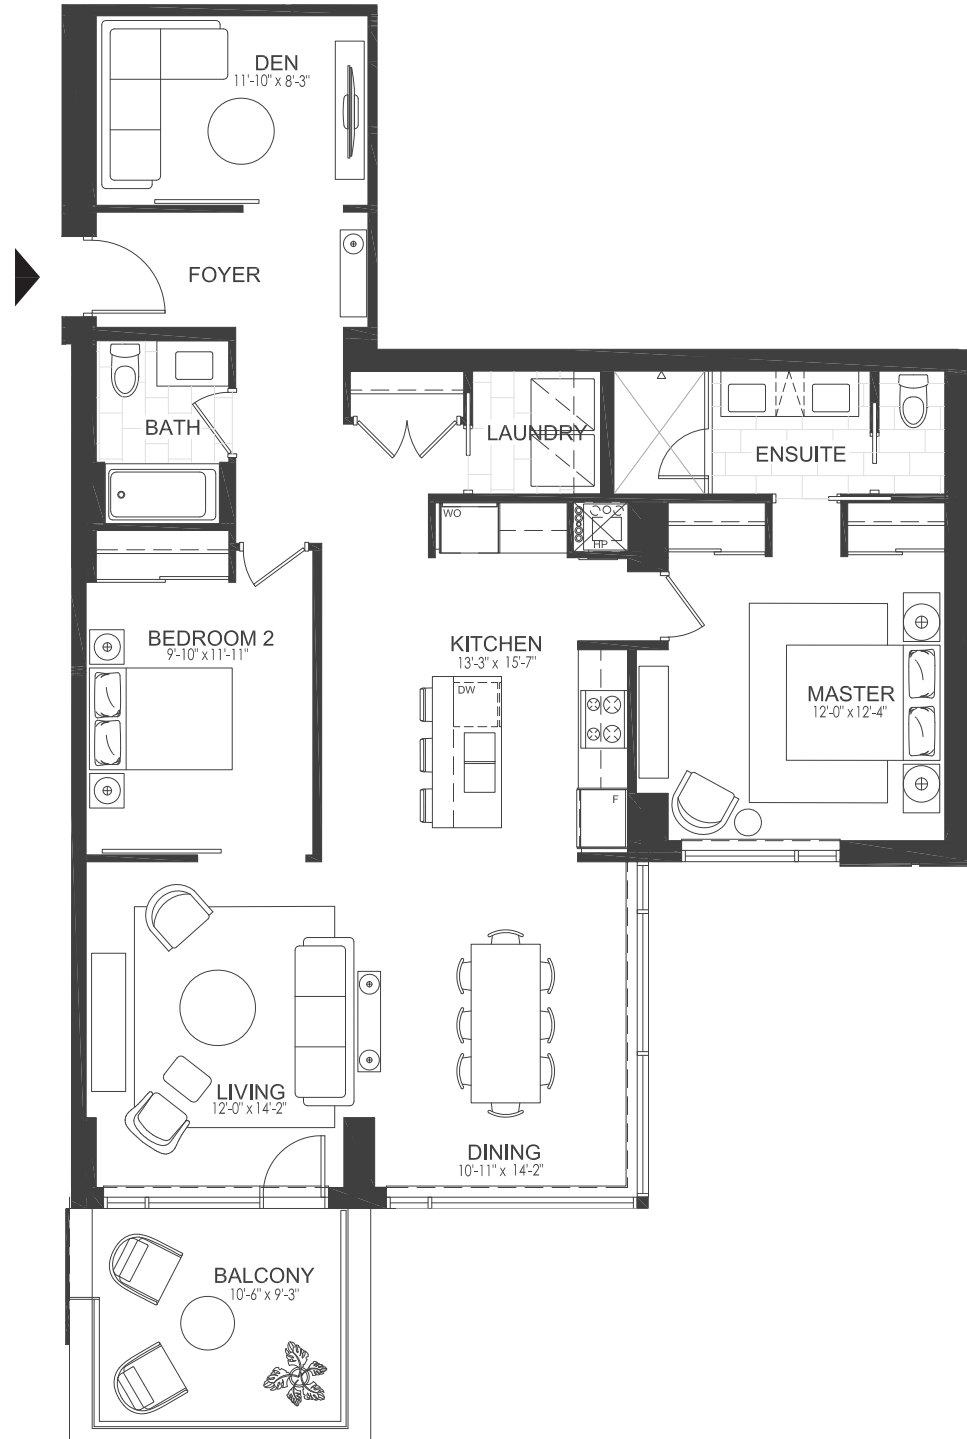 DEN
11'-10" x 8'-3"
FOYER
BATH
LAUNDRY
ENSUITE
WO
HP
BEDROOM 2
9'-10" x 11'-11"
KITCHEN
13'-3" x 15'-7"
DW
MASTER
12'-0" x 12'-4"
F
LIVING
12'-0" x 14'-2"
DINING
10'-11" x 14'-2"
BALCONY
10'-6" x 9'-3"